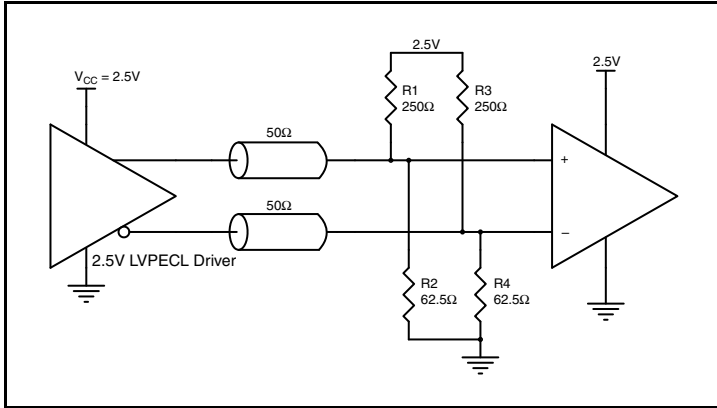 2.5V
2.5V
V_CC = 2.5V
R1
250Ω
R3
250Ω
50Ω
+
50Ω
–
2.5V LVPECL Driver
R2
62.5Ω
R4
62.5Ω